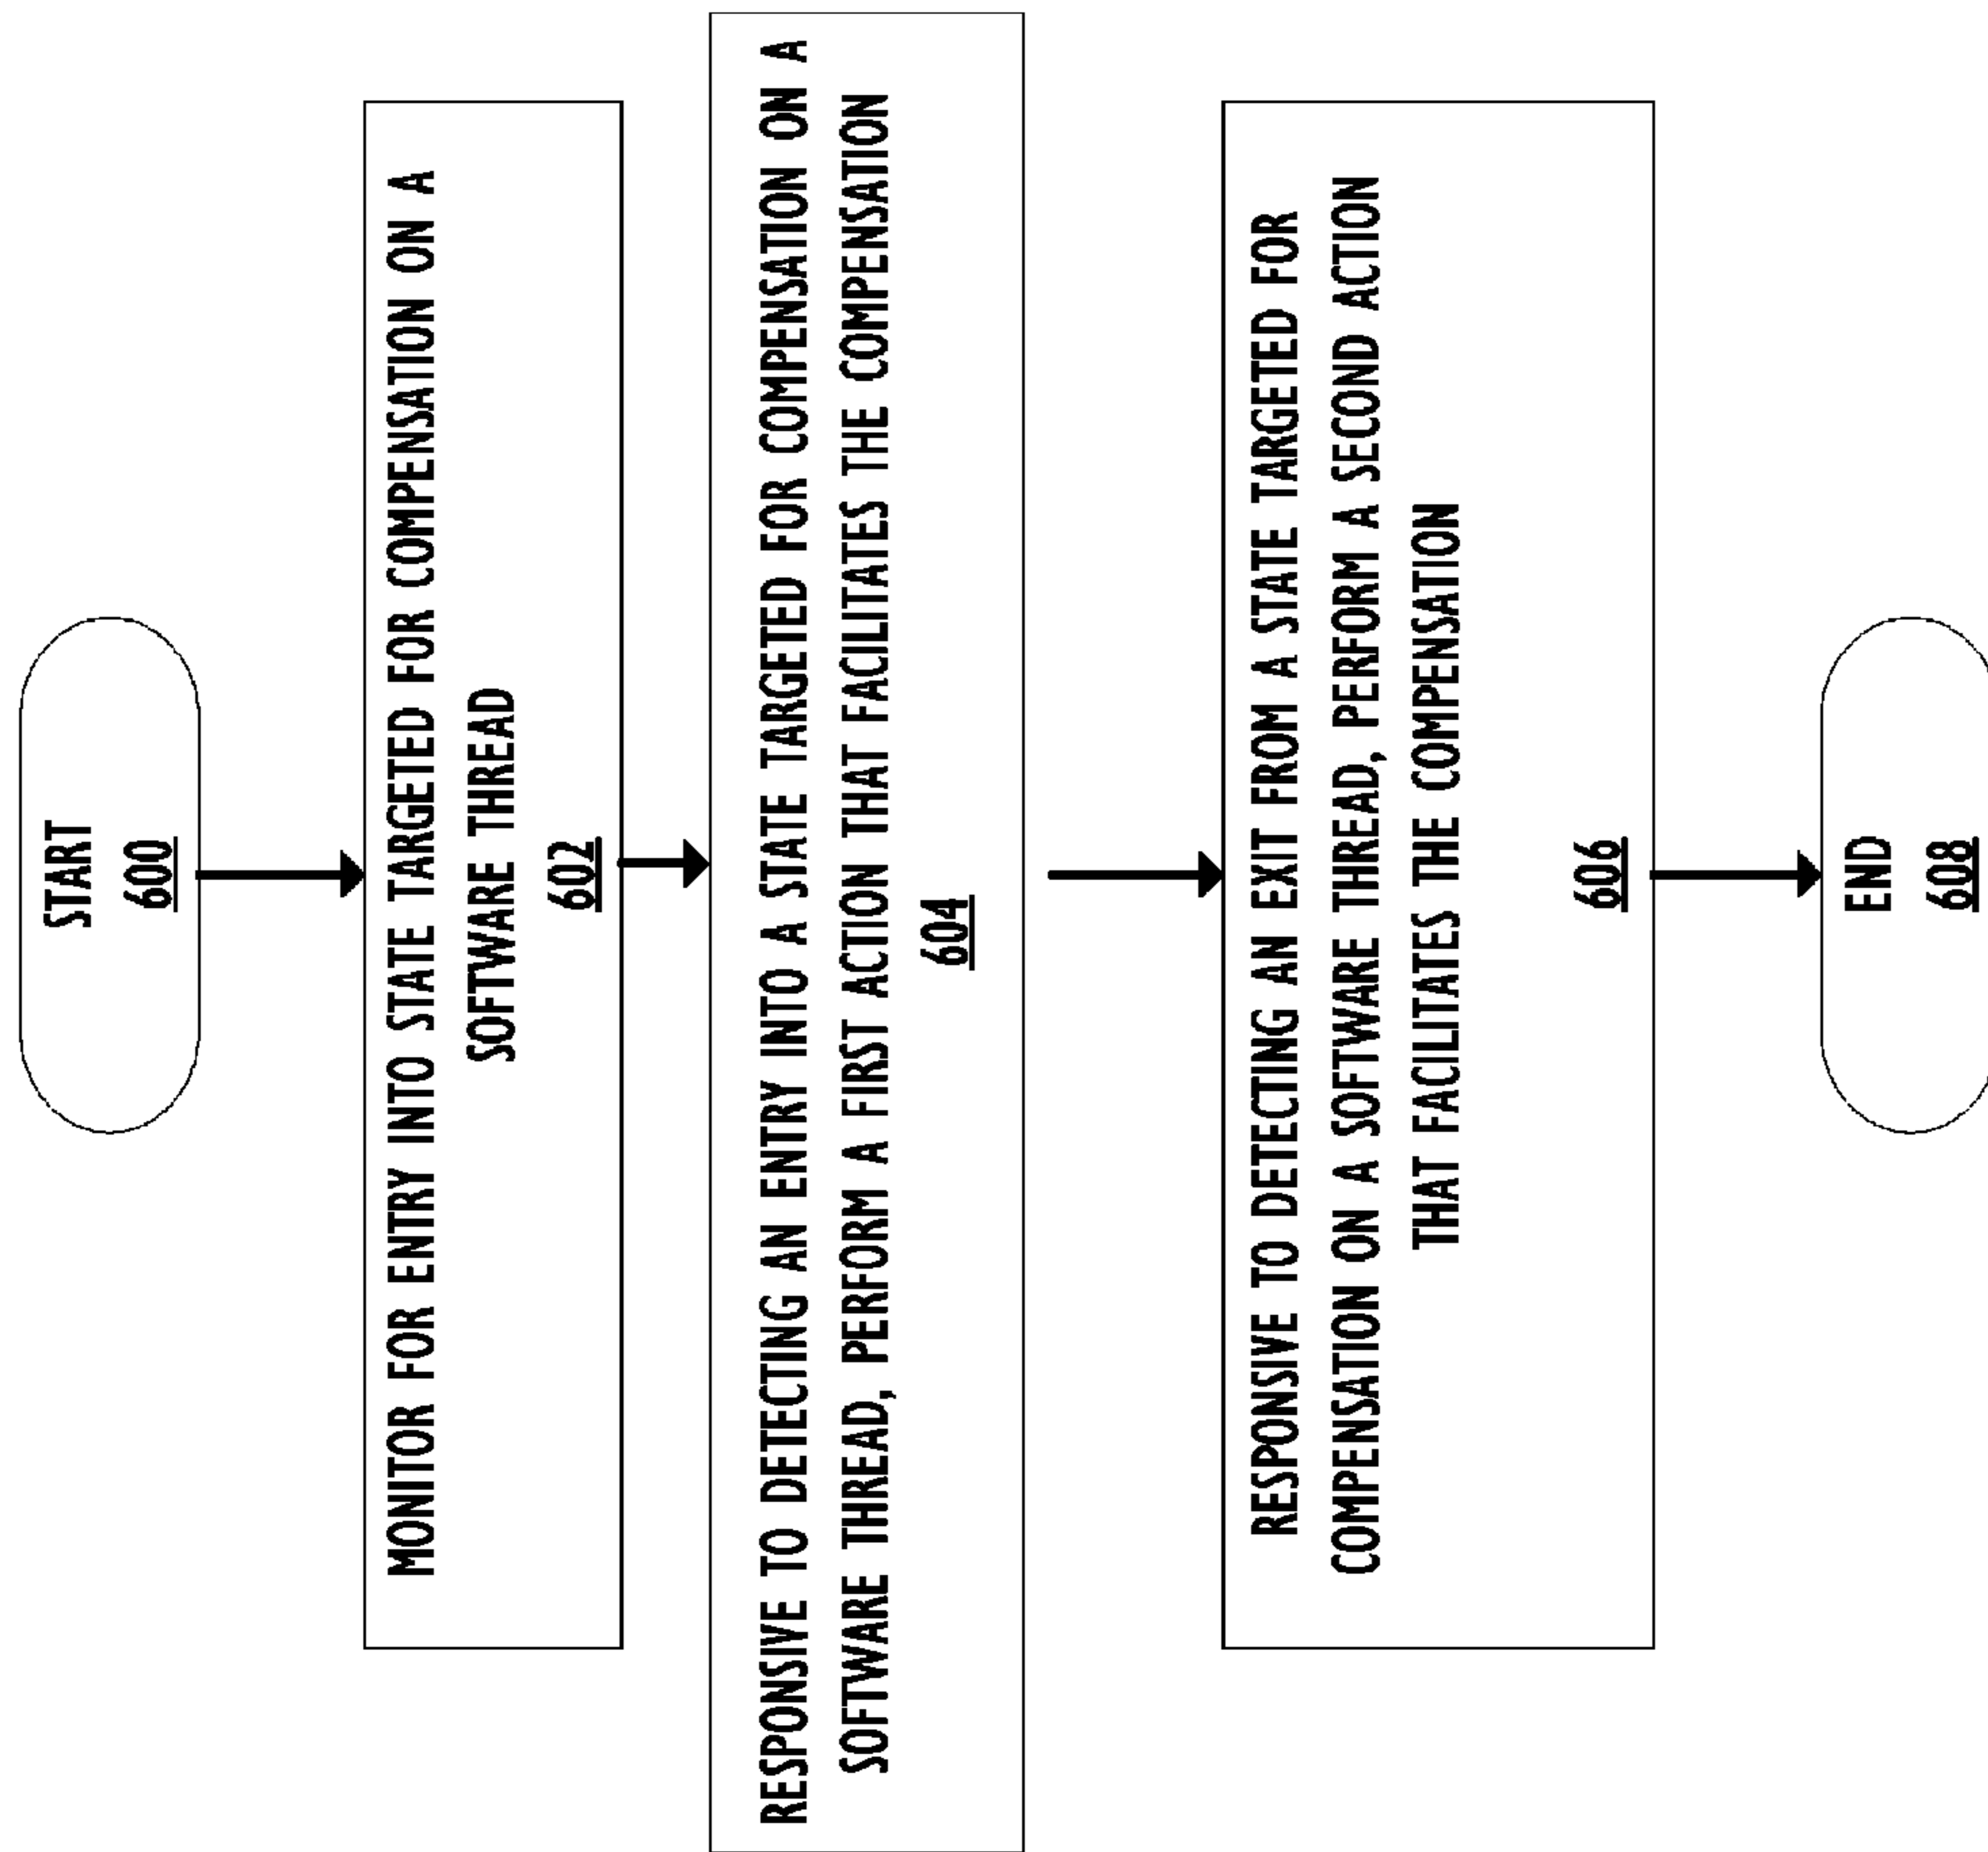 START
600
MONITOR FOR ENTRY INTO STATE TARGETED FOR COMPENSATION ON A
SOFTWARE THREAD
602
RESPONSIVE TO DETECTING AN ENTRY INTO A STATE TARGETED FOR COMPENSATION ON A
SOFTWARE THREAD, PERFORM A FIRST ACTION THAT FACILITATES THE COMPENSATION
604
RESPONSIVE TO DETECTING AN EXIT FROM A STATE TARGETED FOR
COMPENSATION ON A SOFTWARE THREAD, PERFORM A SECOND ACTION
THAT FACILITATES THE COMPENSATION
606
END
608